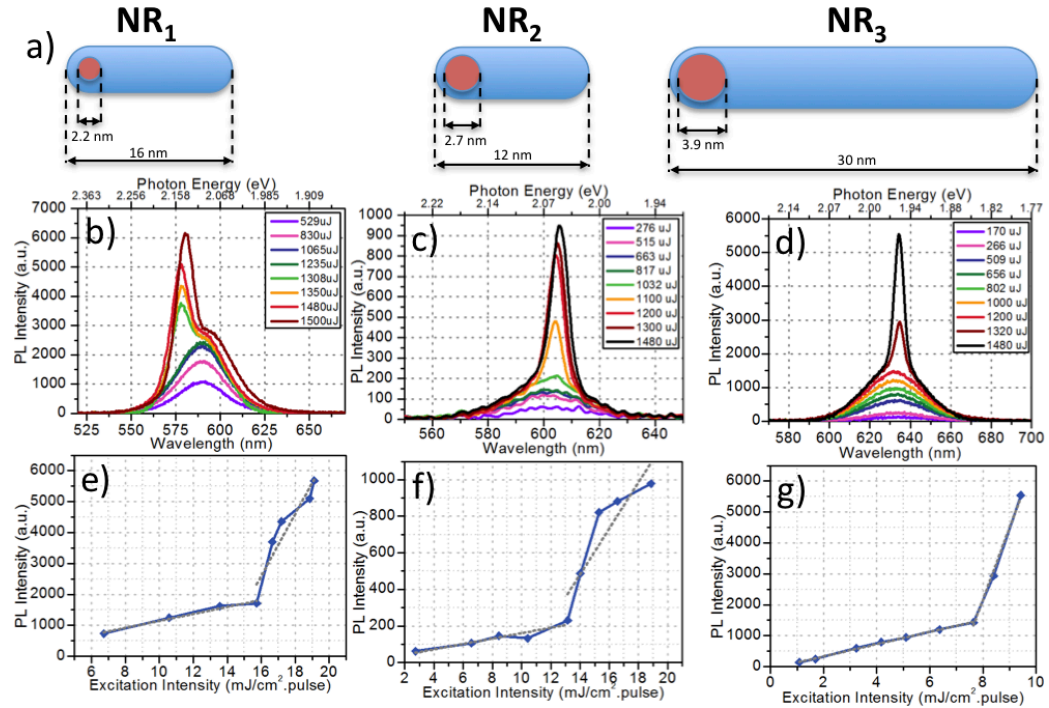 NR1 NR2 NR3
a)
2.2 nm 2.7 nm 3.9 nm
16 nm 12 nm 30 nm
Photon Energy (eV)
2.363 2.256 2.158 2.068 1.985 1.909
b)
PL Intensity (a.u.)
7000
6000
5000
4000
3000
2000
1000
0
529uJ
830uJ
1065uJ
1235uJ
1308uJ
1350uJ
1480uJ
1500uJ
525 550 575 600 625 650
Wavelength (nm)
Photon Energy (eV)
2.22 2.14 2.07 2.00 1.94
c)
PL Intensity (a.u.)
1000
900
800
700
600
500
400
300
200
100
0
276 uJ
515 uJ
663 uJ
817 uJ
1032 uJ
1100 uJ
1200 uJ
1300 uJ
1480 uJ
560 580 600 620 640
Wavelength (nm)
Photon Energy (eV)
2.14 2.07 2.00 1.94 1.88 1.82 1.77
d)
PL Intensity (a.u.)
6000
5000
4000
3000
2000
1000
0
170 uJ
266 uJ
509 uJ
656 uJ
802 uJ
1000 uJ
1200 uJ
1320 uJ
1480 uJ
580 600 620 640 660 680 700
Wavelength (nm)
e)
PL Intensity (a.u.)
6000
5000
4000
3000
2000
1000
0
6 8 10 12 14 16 18 20
Excitation Intensity (mJ/cm2.pulse)
f)
PL Intensity (a.u.)
1000
800
600
400
200
0
2 4 6 8 10 12 14 16 18 20
Excitation Intensity (mJ/cm2.pulse)
g)
PL Intensity (a.u.)
6000
5000
4000
3000
2000
1000
0
0 1 2 3 4 5 6 7 8 9 10
Excitation Intensity (mJ/cm2.pulse)